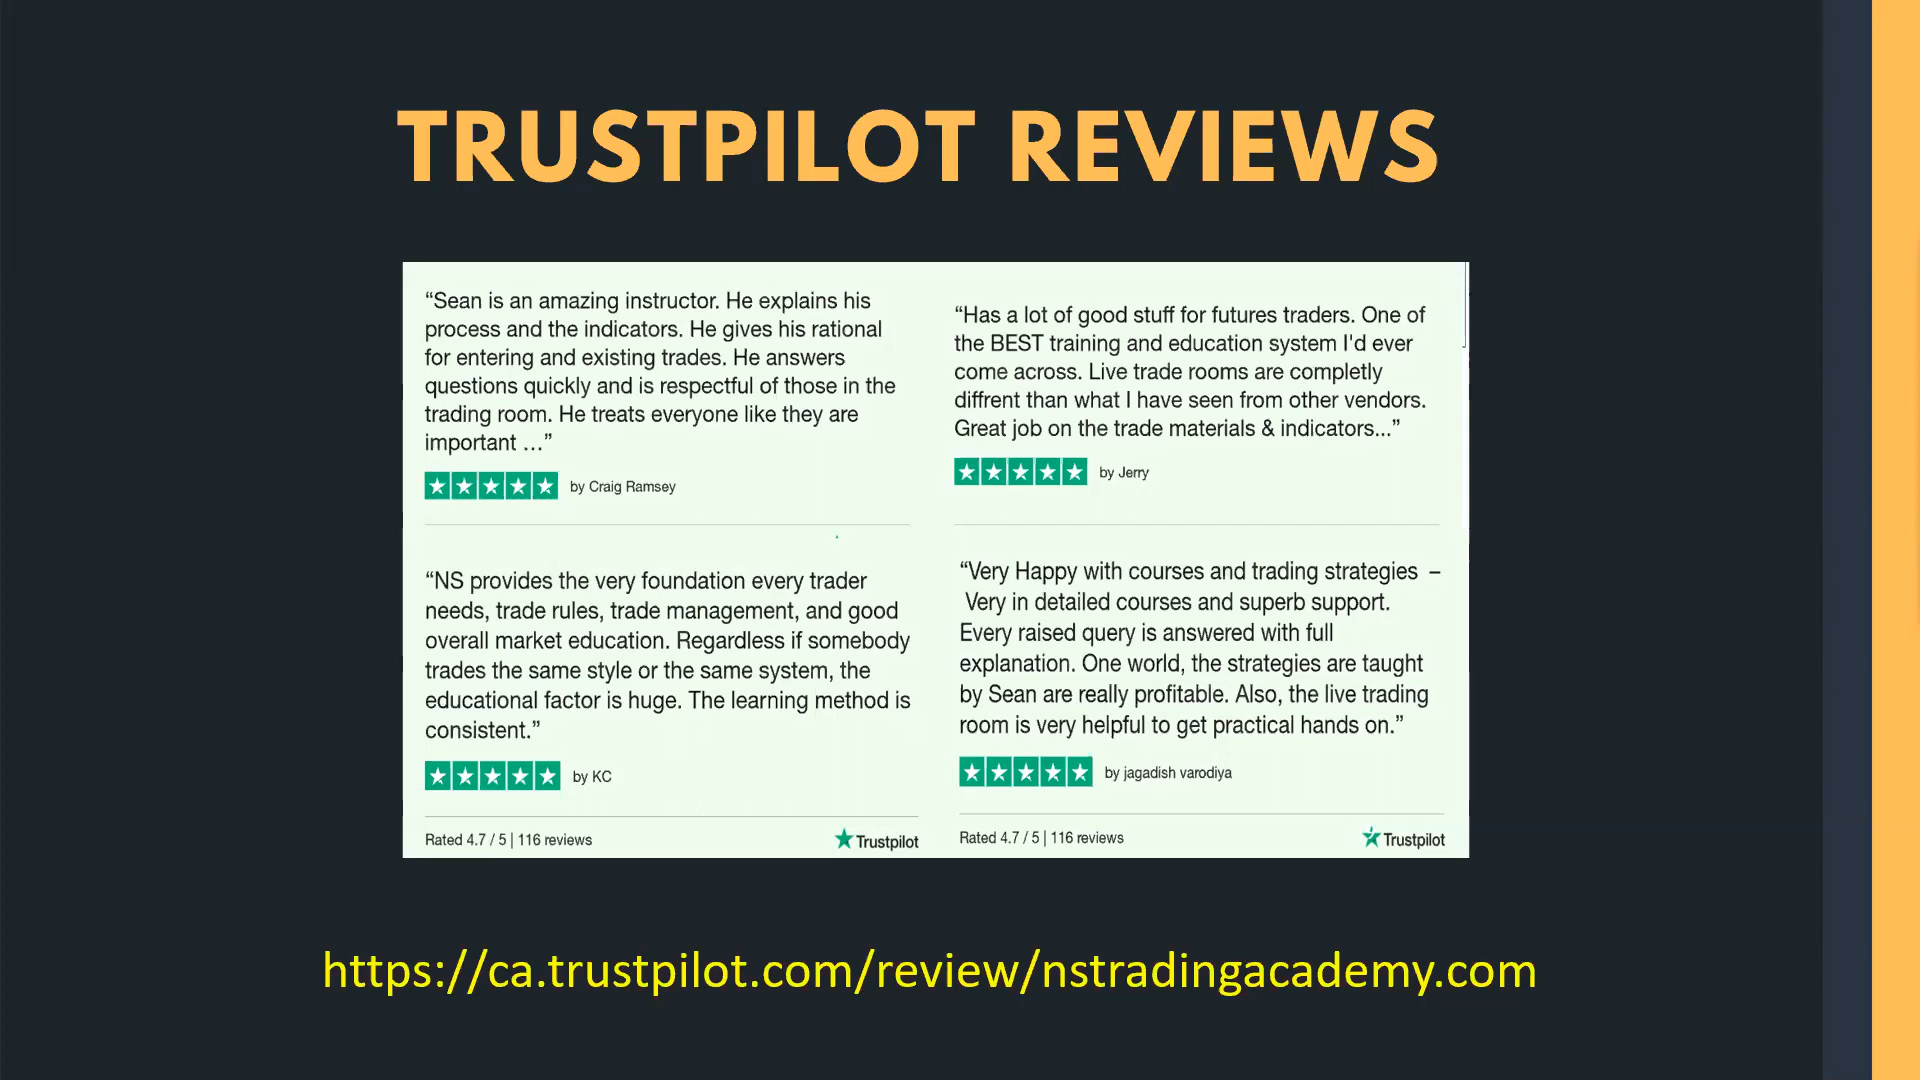 TRUSTPILOT REVIEWS
“Sean is an amazing instructor. He explains his
process and the indicators. He gives his rational
for entering and existing trades. He answers
questions quickly and is respectful of those in the
trading room. He treats everyone like they are
important …”
by Craig Ramsey
“Has a lot of good stuff for futures traders. One of
the BEST training and education system I'd ever
come across. Live trade rooms are completly
diffrent than what I have seen from other vendors.
Great job on the trade materials & indicators...”
by Jerry
“NS provides the very foundation every trader
needs, trade rules, trade management, and good
overall market education. Regardless if somebody
trades the same style or the same system, the
educational factor is huge. The learning method is
consistent.”
by KC
Rated 4.7 / 5 | 116 reviews
Trustpilot
“Very Happy with courses and trading strategies –
Very in detailed courses and superb support.
Every raised query is answered with full
explanation. One world, the strategies are taught
by Sean are really profitable. Also, the live trading
room is very helpful to get practical hands on.”
by jagadish varodiya
Rated 4.7 / 5 | 116 reviews
Trustpilot
https://ca.trustpilot.com/review/nstradingacademy.com